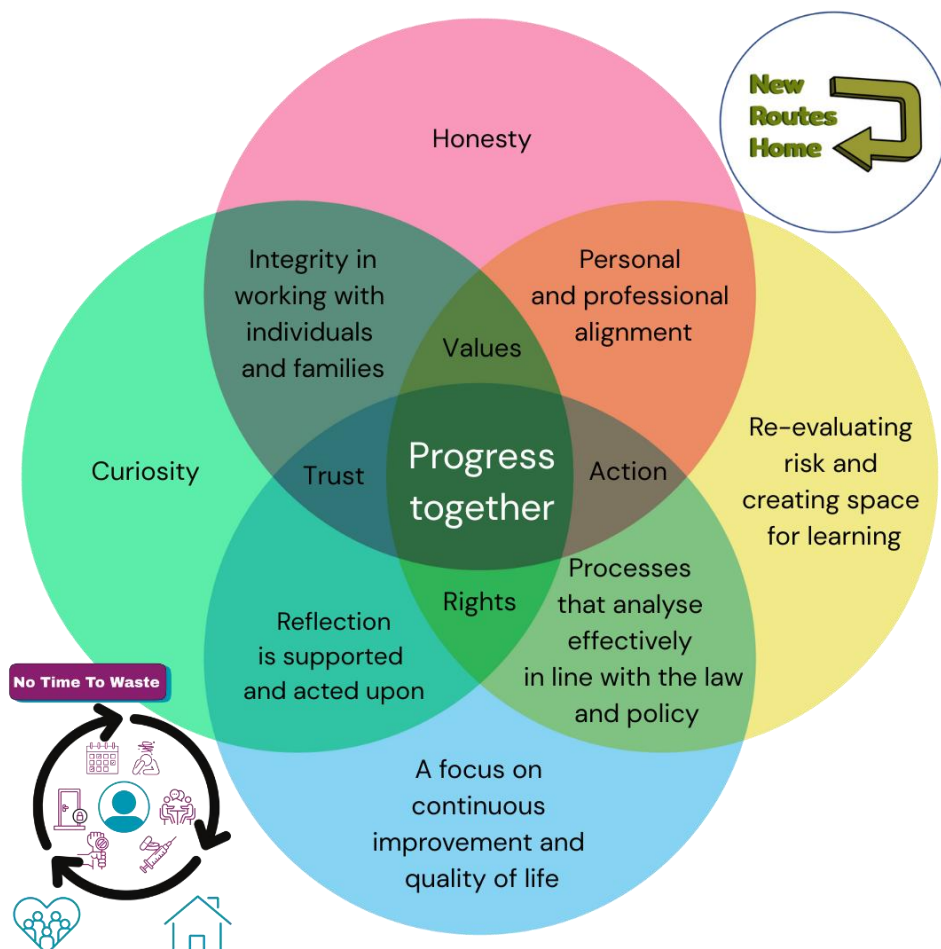 Honesty
New
Routes
Home
Integrity in
working with
individuals
and families
Personal
and professional
alignment
Values
Curiosity
Trust
Progress
together
Action
Re-evaluating
risk and
creating space
for learning
Rights
Reflection
is supported
and acted upon
Processes
that analyse
effectively
in line with the law
and policy
No Time To Waste
A focus on
continuous
improvement and
quality of life